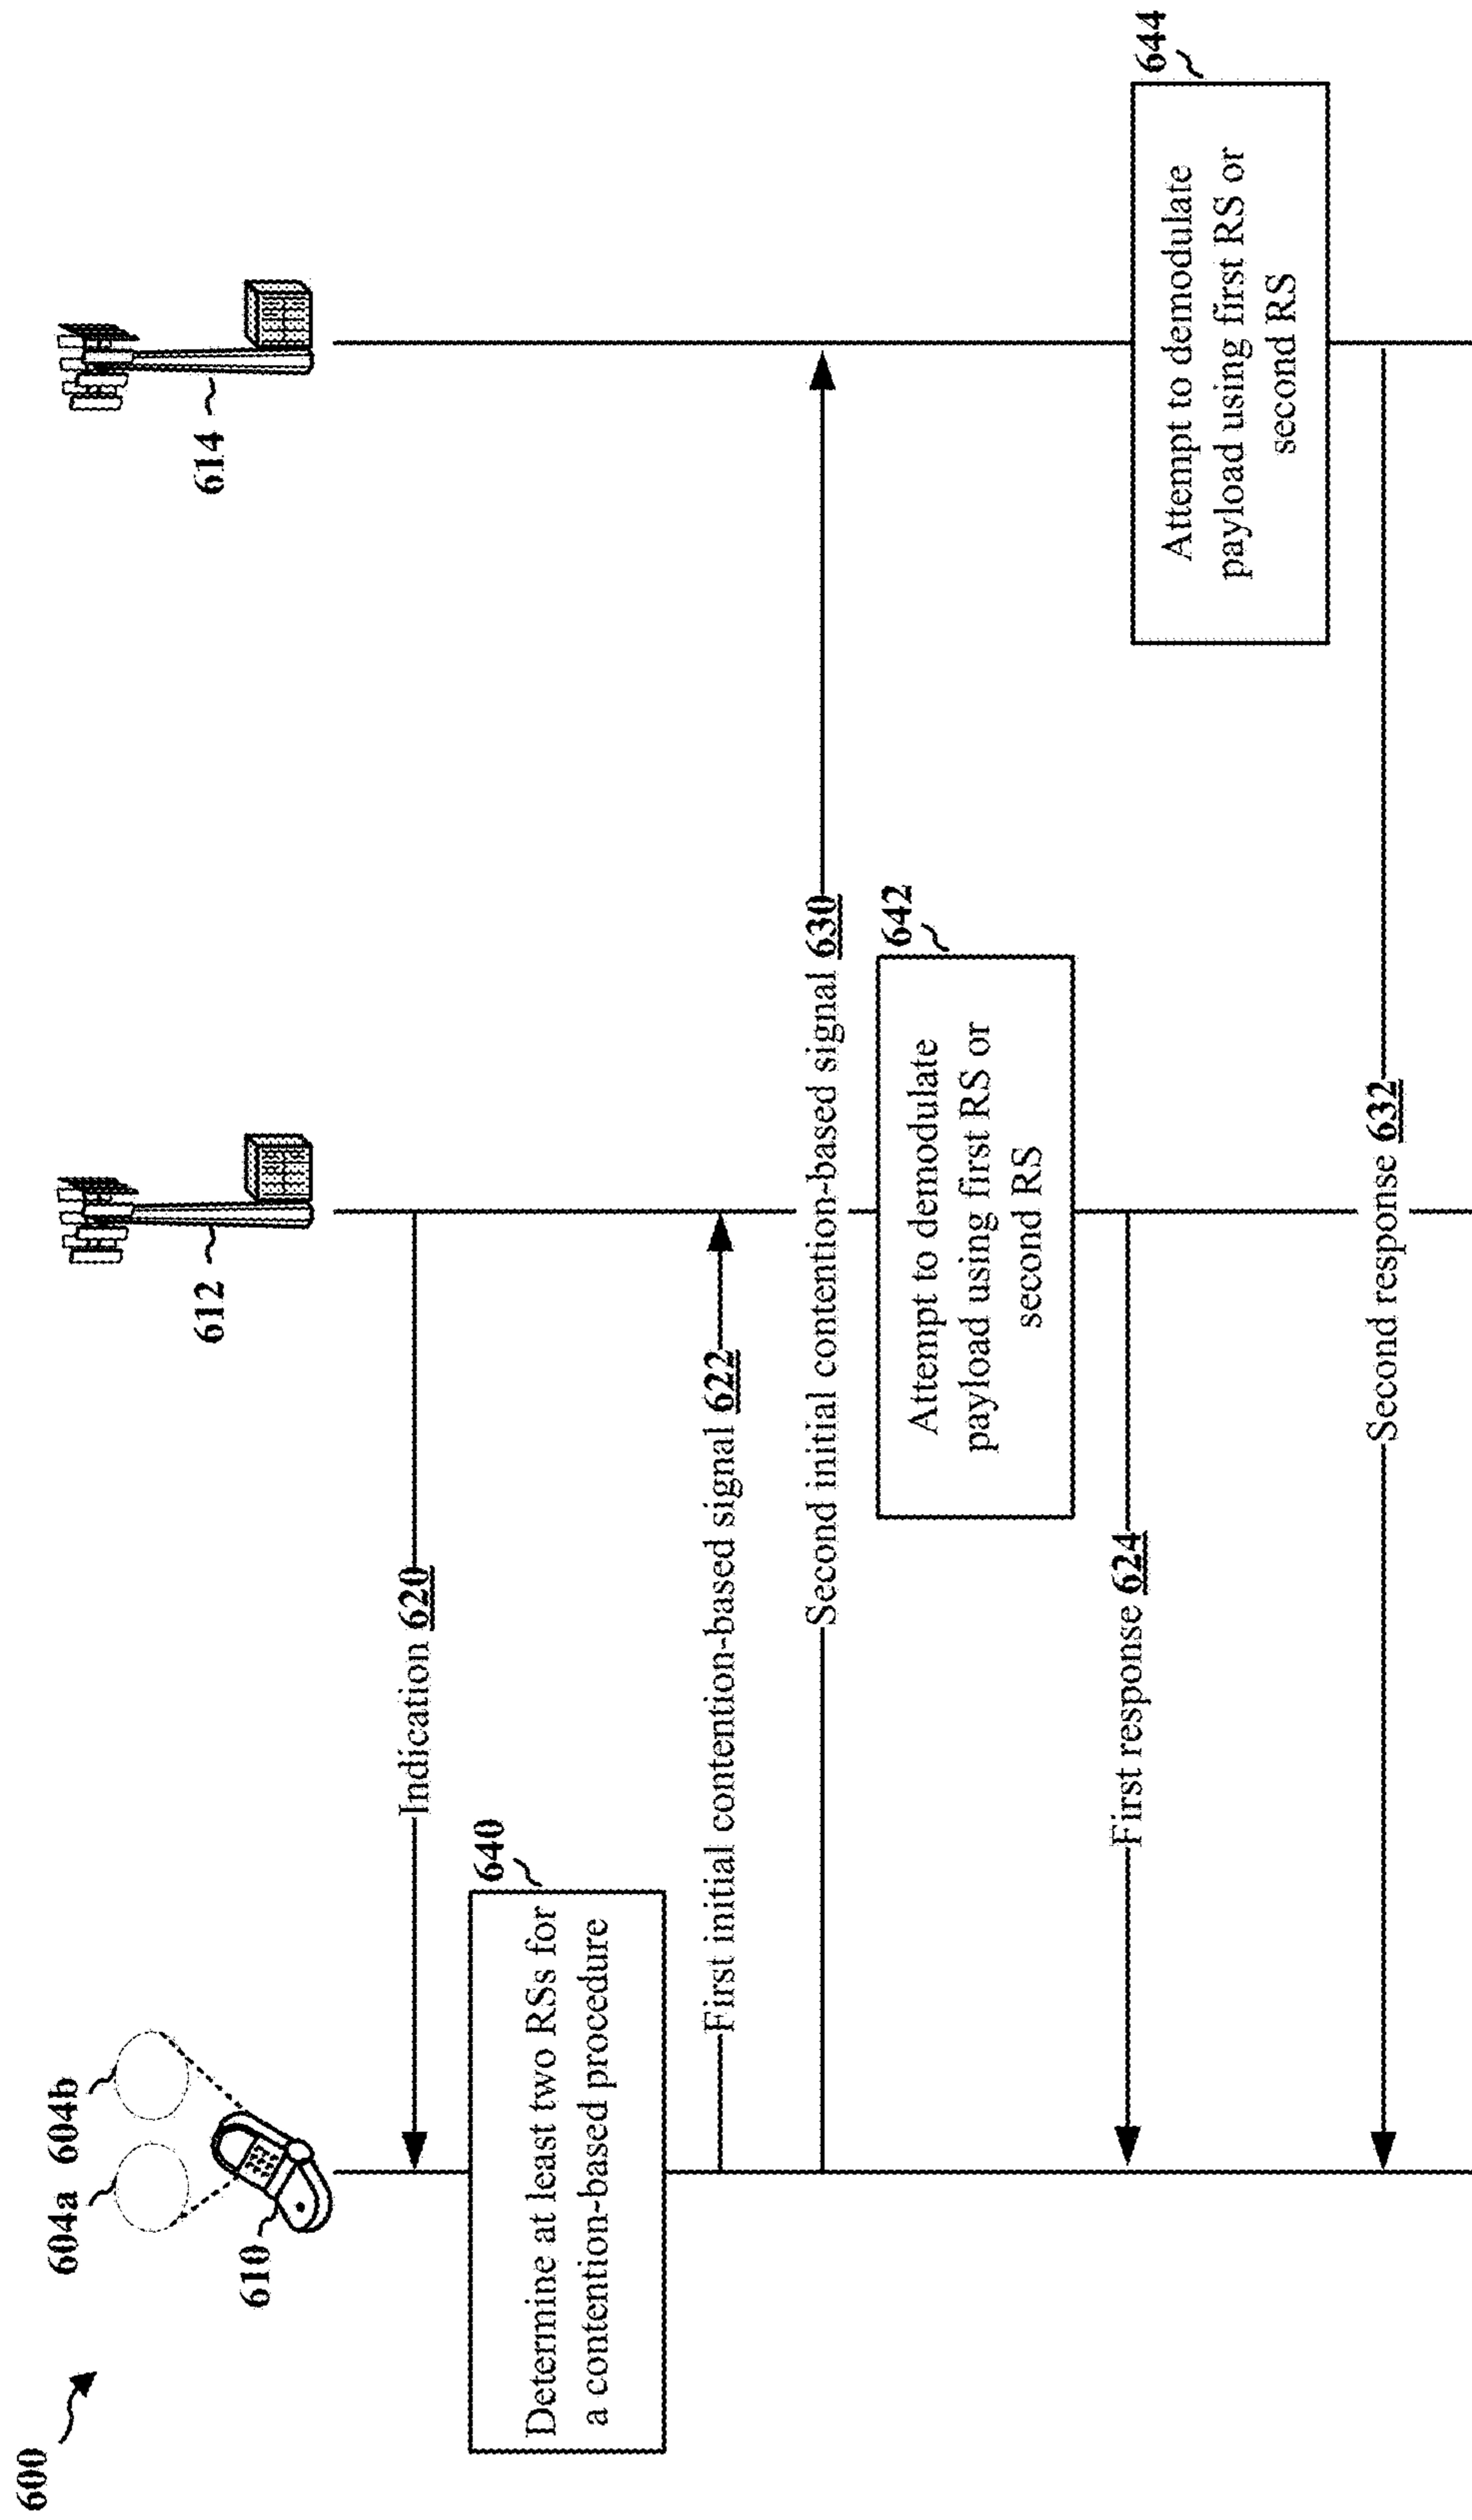 600
604a 604b
610
612
614
Indication 620
640
Determine at least two RSs for
a contention-based procedure
First initial contention-based signal 622
Second initial contention-based signal 630
642
Attempt to demodulate
payload using first RS or
second RS
First response 624
644
Attempt to demodulate
payload using first RS or
second RS
Second response 632